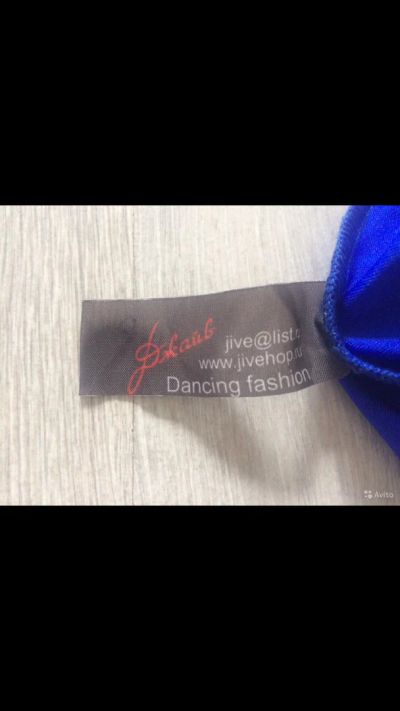 Джайв
jive@list.r
www.jivehop.ru
Dancing fashion
Avito